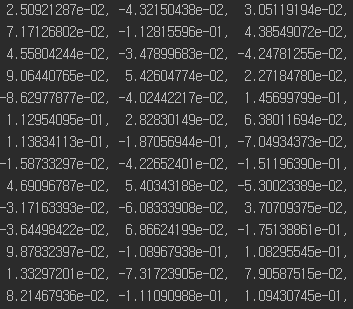 2.50921287e-02, -4.32150438e-02, 3.05119194e-02,
7.17126802e-02, -1.12815596e-01, 4.38549072e-02,
4.55804244e-02, -3.47899683e-02, -4.24781255e-02,
9.06440765e-02, 5.42604774e-02, 2.27184780e-02,
-8.62977877e-02, -4.02442217e-02, 1.45699799e-01,
1.12954095e-01, 2.82830149e-02, 6.38011694e-02,
1.13834113e-01, -1.87056944e-01, -7.04934373e-02,
-1.58733297e-02, -4.22652401e-02, -1.51196390e-01,
4.69096787e-02, 5.40343188e-02, -5.30023389e-02,
-3.17163393e-02, -6.08333908e-02, 3.70709375e-02,
-3.64498422e-02, 6.86624199e-02, -1.75138861e-01,
9.87832397e-02, -1.08967938e-01, 1.08295545e-01,
1.33297201e-02, -7.31723905e-02, 7.90587515e-02,
8.21467936e-02, -1.11090988e-01, 1.09430745e-01,